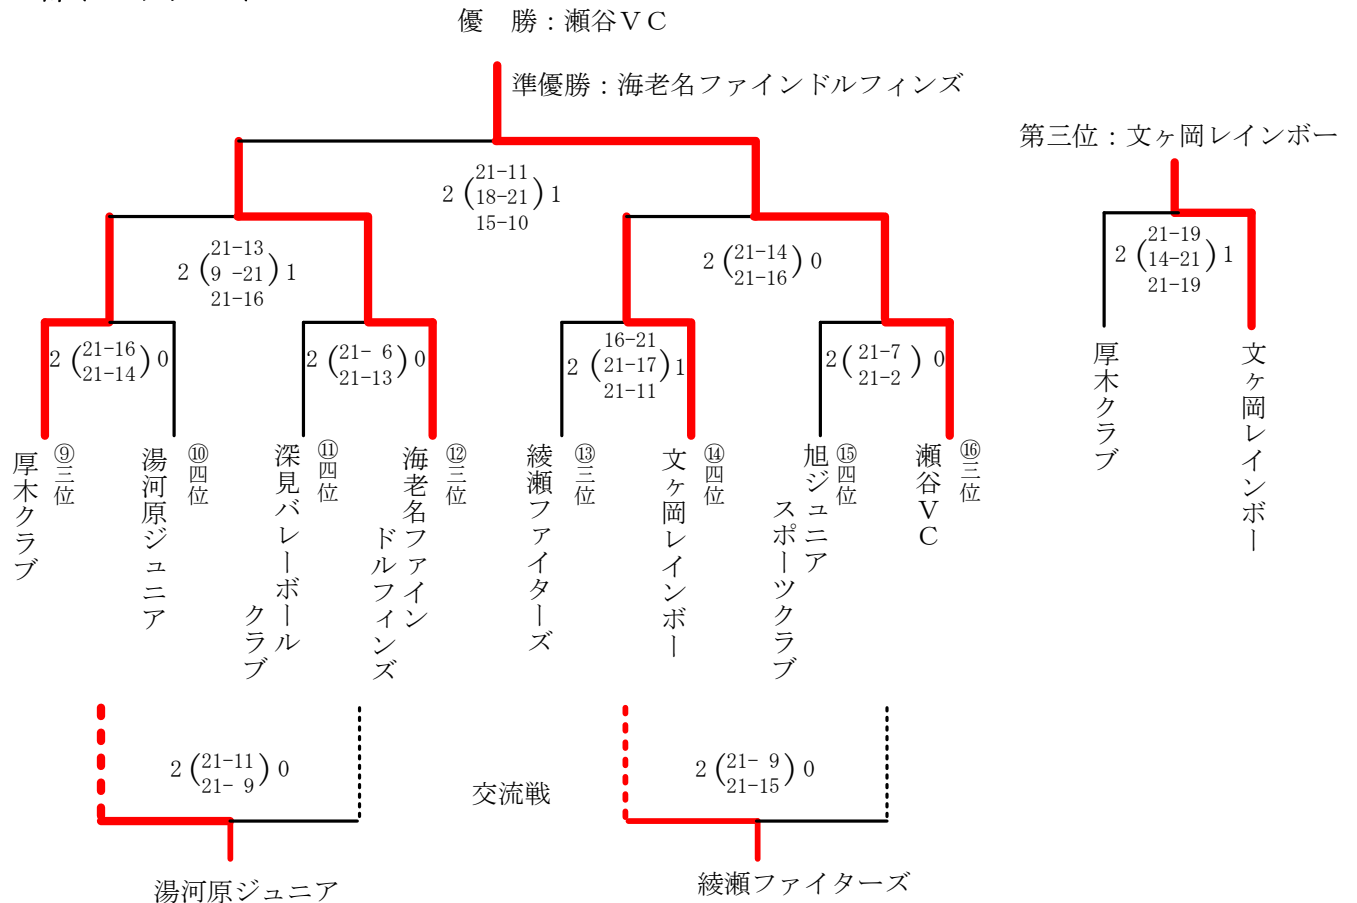 優　勝：瀬谷ＶＣ
準優勝：海老名ファインドルフィンズ
第三位：文ヶ岡レインボー
2 (21-11 18-21 15-10) 1
2 (21-13 9 -21 21-16) 1
2 (21-14 21-16) 0
2 (21-19 14-21 21-19) 1
2 (21-16 21-14) 0
2 (21- 6 21-13) 0
2 (16-21 21-17 21-11) 1
2 (21-7 21-2) 0
⑨三位
厚木クラブ
⑩四位
湯河原ジュニア
⑪四位
深見バレーボール
クラブ
⑫三位
海老名ファイン
ドルフィンズ
⑬三位
綾瀬ファイターズ
⑭四位
文ヶ岡レインボー
⑮四位
旭ジュニア
スポーツクラブ
⑯三位
瀬谷ＶＣ
厚木クラブ
文ヶ岡レインボー
2 (21-11 21- 9) 0
交流戦
2 (21- 9 21-15) 0
湯河原ジュニア
綾瀬ファイターズ